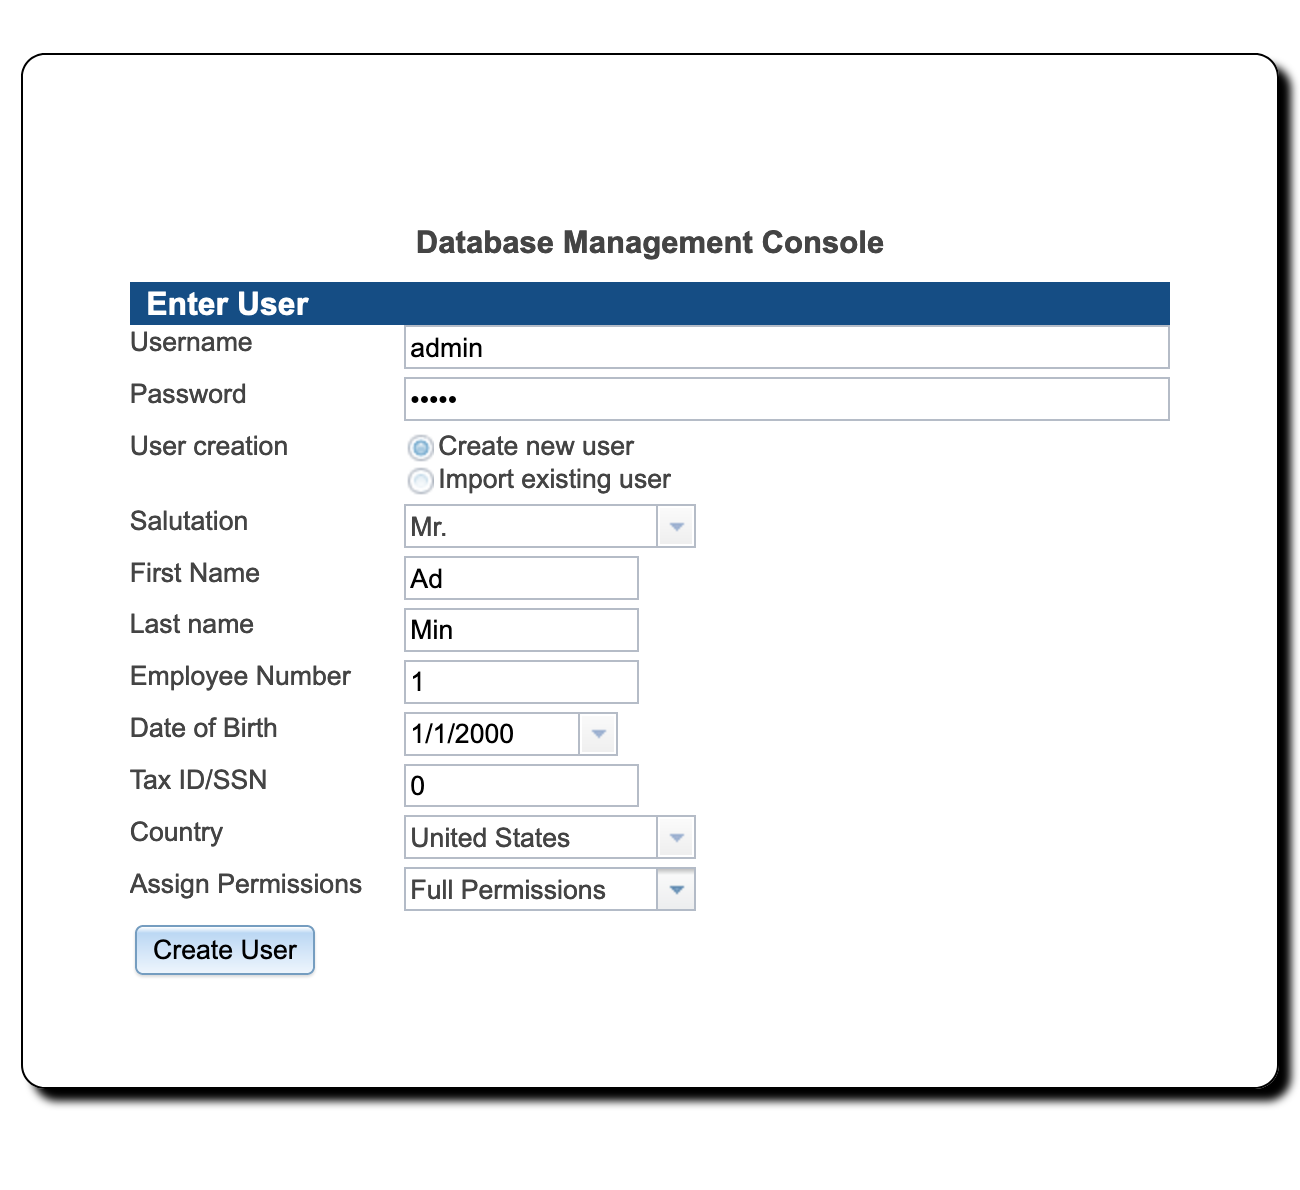 Database Management Console
Enter User
Username admin
Password •••••
User creation Create new user
Import existing user
Salutation Mr.
First Name Ad
Last name Min
Employee Number 1
Date of Birth 1/1/2000
Tax ID/SSN 0
Country United States
Assign Permissions Full Permissions
Create User